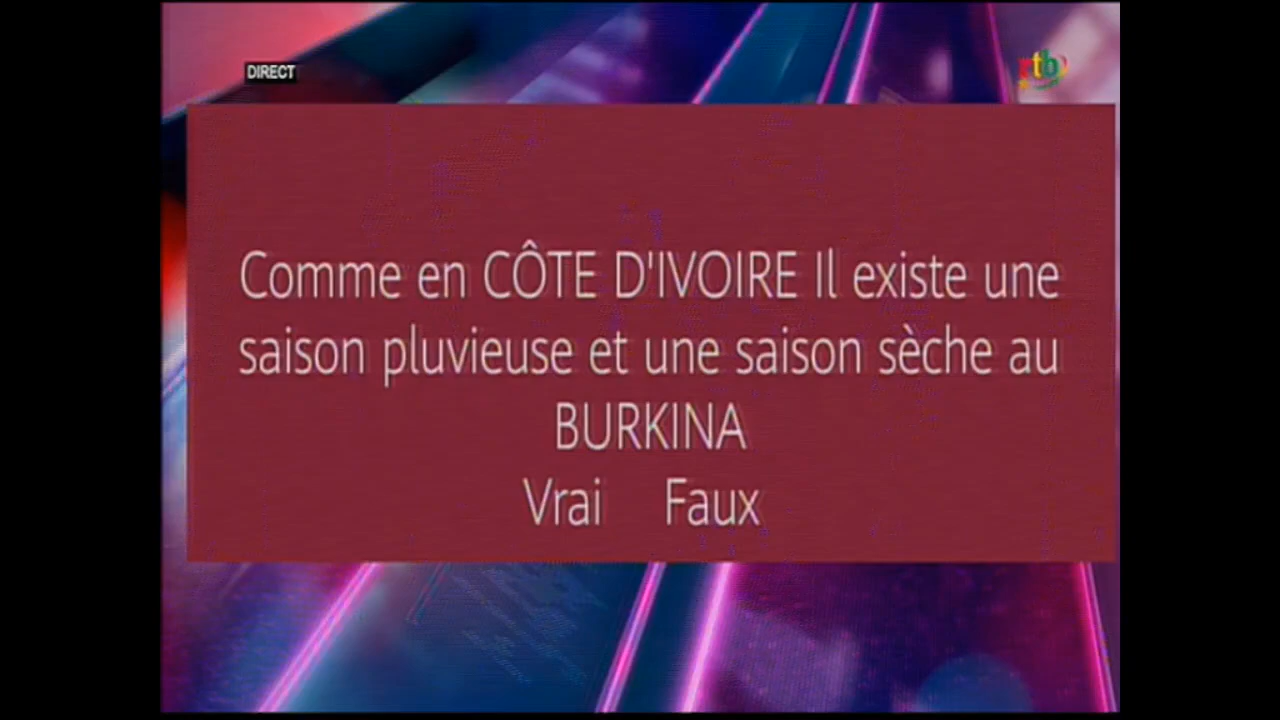 DIRECT
rtb
Comme en CÔTE D'IVOIRE Il existe une
saison pluvieuse et une saison sèche au
BURKINA
Vrai Faux